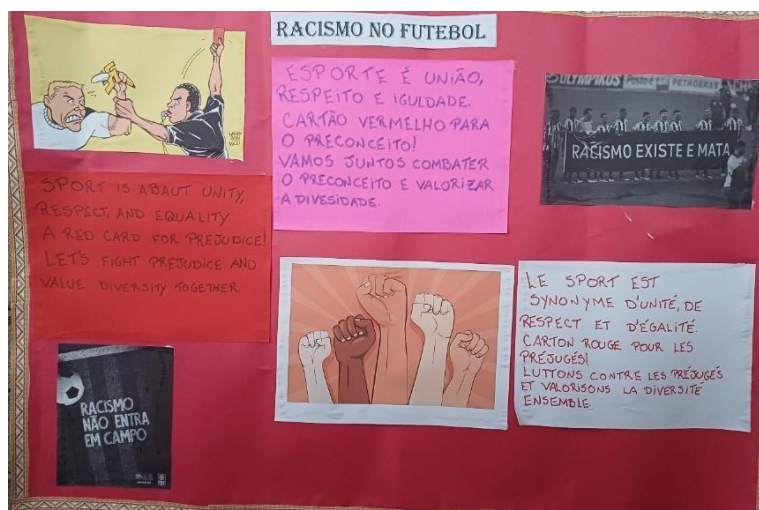 RACISMO NO FUTEBOL
ESPORTE É UNIÃO,
RESPEITO E IGULDADE.
CARTÃO VERMELHO PARA
O PRECONCEITO!
VAMOS JUNTOS COMBATER
O PRECONCEITO E VALORIZAR
A DIVESIDADE.
OLYMPIKUS
PETROBRAS
RACISMO EXISTE E MATA
SPORT IS ABAUT UNITY,
RESPECT, AND EQUALITY
A RED CARD FOR PREJUDICE!
LET'S FIGHT PREJUDICE AND
VALUE DIVERSITY TOGETHER.
LE SPORT EST
SYNONYME D'UNITÉ, DE
RESPECT ET D'ÉGALITÉ.
CARTON ROUGE POUR LES
PRÉJUGÉS!
LUTTONS CONTRE LES PRÉJUGÉS
ET VALORISONS LA DIVERSITÉ
ENSEMBLE.
RACISMO
NÃO ENTRA
EM CAMPO